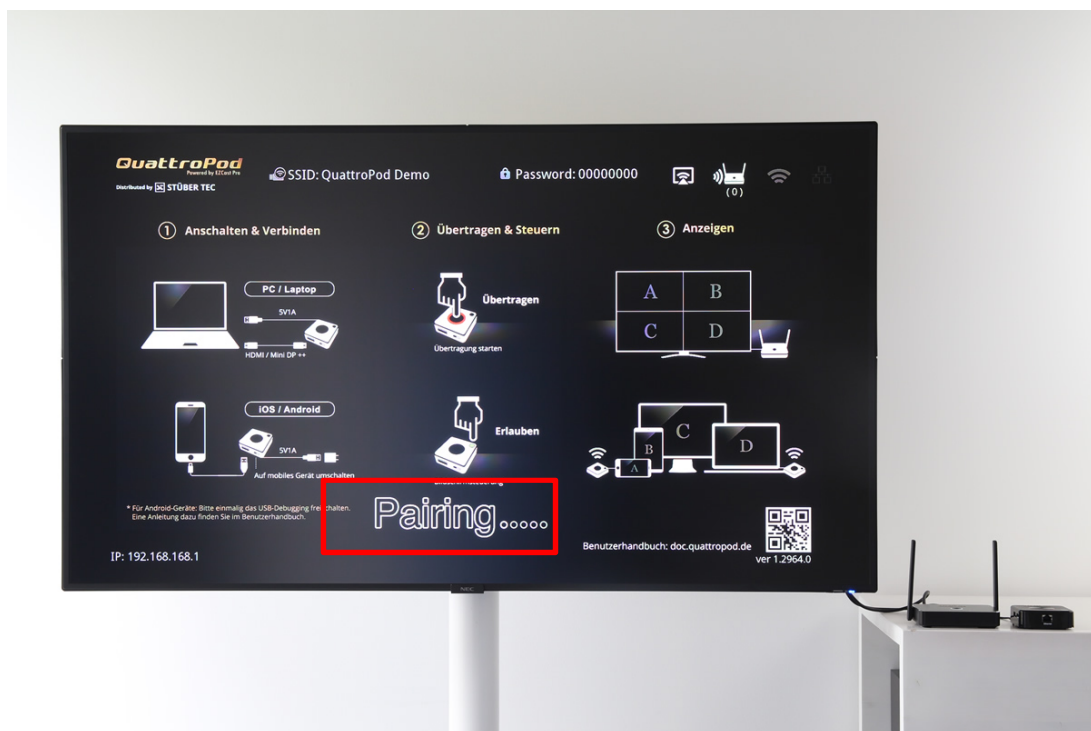 QuattroPod
Powered by EZCast Pro
Distributed by STÜBER TEC
SSID: QuattroPod Demo
Password: 00000000
(0)
1 Anschalten & Verbinden
2 Übertragen & Steuern
3 Anzeigen
PC / Laptop
5V1A
HDMI / Mini DP ++
Übertragen
Übertragung starten
A B
C D
iOS / Android
5V1A
Auf mobiles Gerät umschalten
Erlauben
C
B
A
D
* Für Android-Geräte: Bitte einmalig das USB-Debugging freischalten.
Eine Anleitung dazu finden Sie im Benutzerhandbuch.
Pairing.....
Benutzerhandbuch: doc.quattropod.de
IP: 192.168.168.1
ver 1.2964.0
NEC